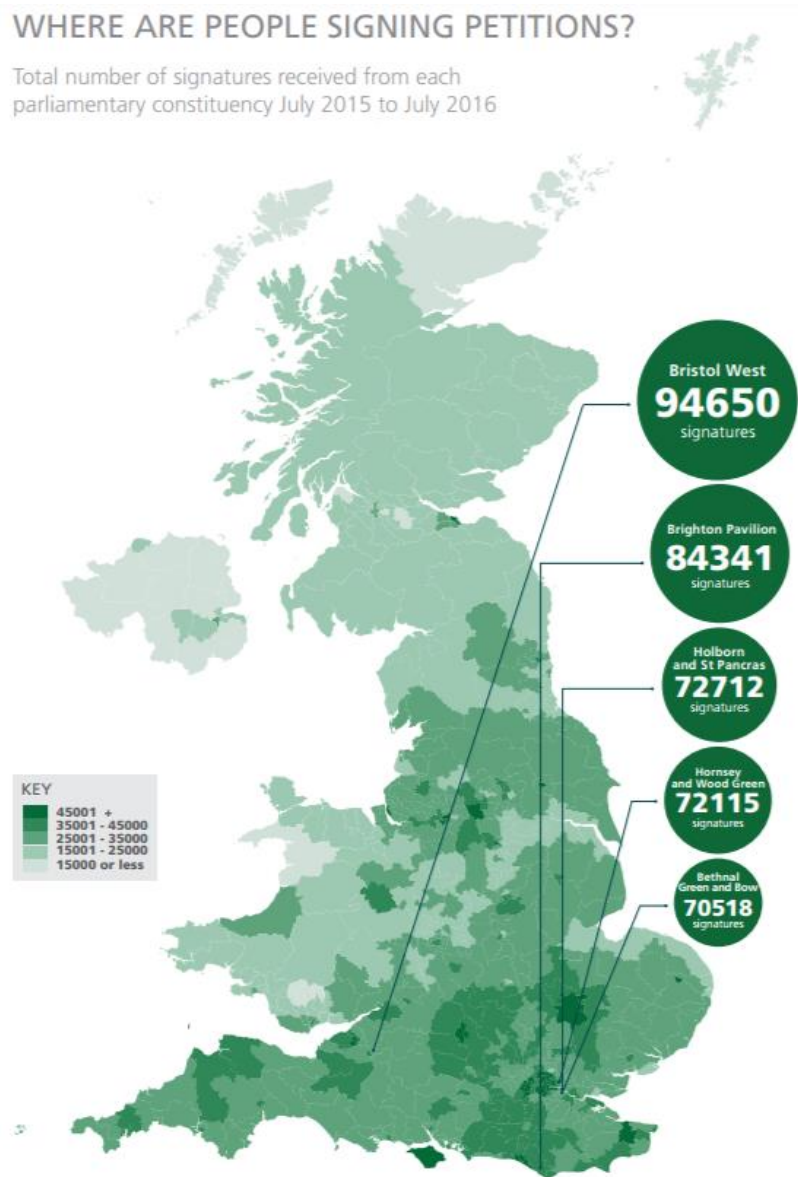 WHERE ARE PEOPLE SIGNING PETITIONS?
Total number of signatures received from each
parliamentary constituency July 2015 to July 2016
Bristol West
94650
signatures
Brighton Pavilion
84341
signatures
Holborn
and St Pancras
72712
signatures
Hornsey
and Wood Green
72115
signatures
Bethnal
Green and Bow
70518
signatures
KEY
45001 +
35001 - 45000
25001 - 35000
15001 - 25000
15000 or less